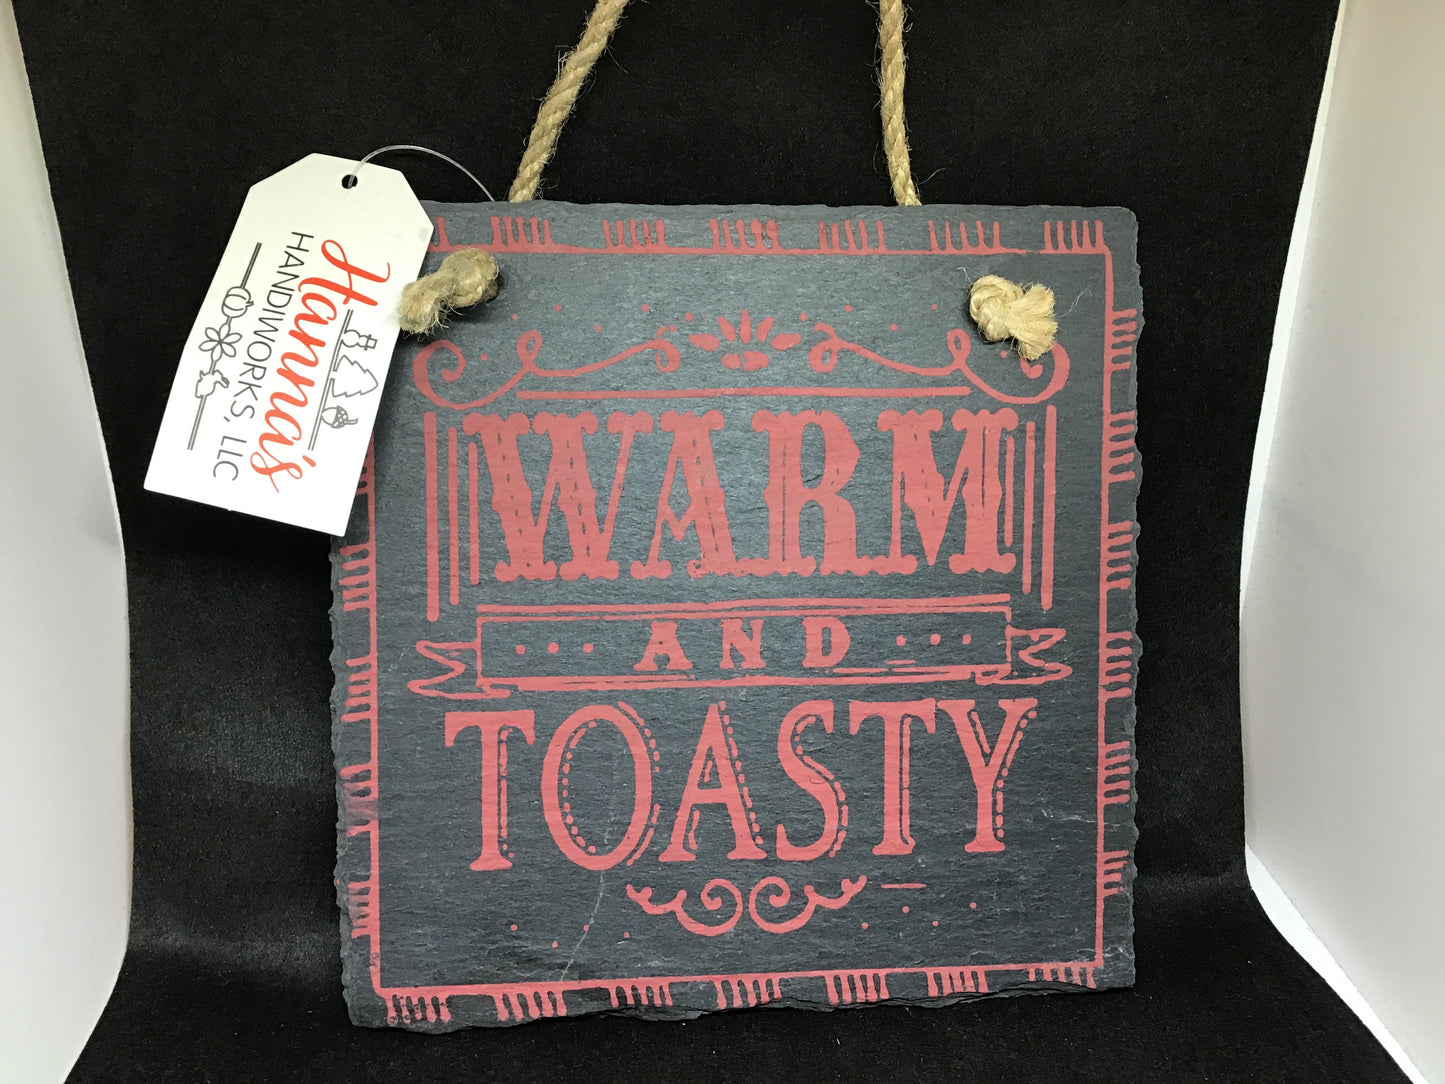 Hanna's
HANDIWORKS, LLC
WARM
AND
TOASTY